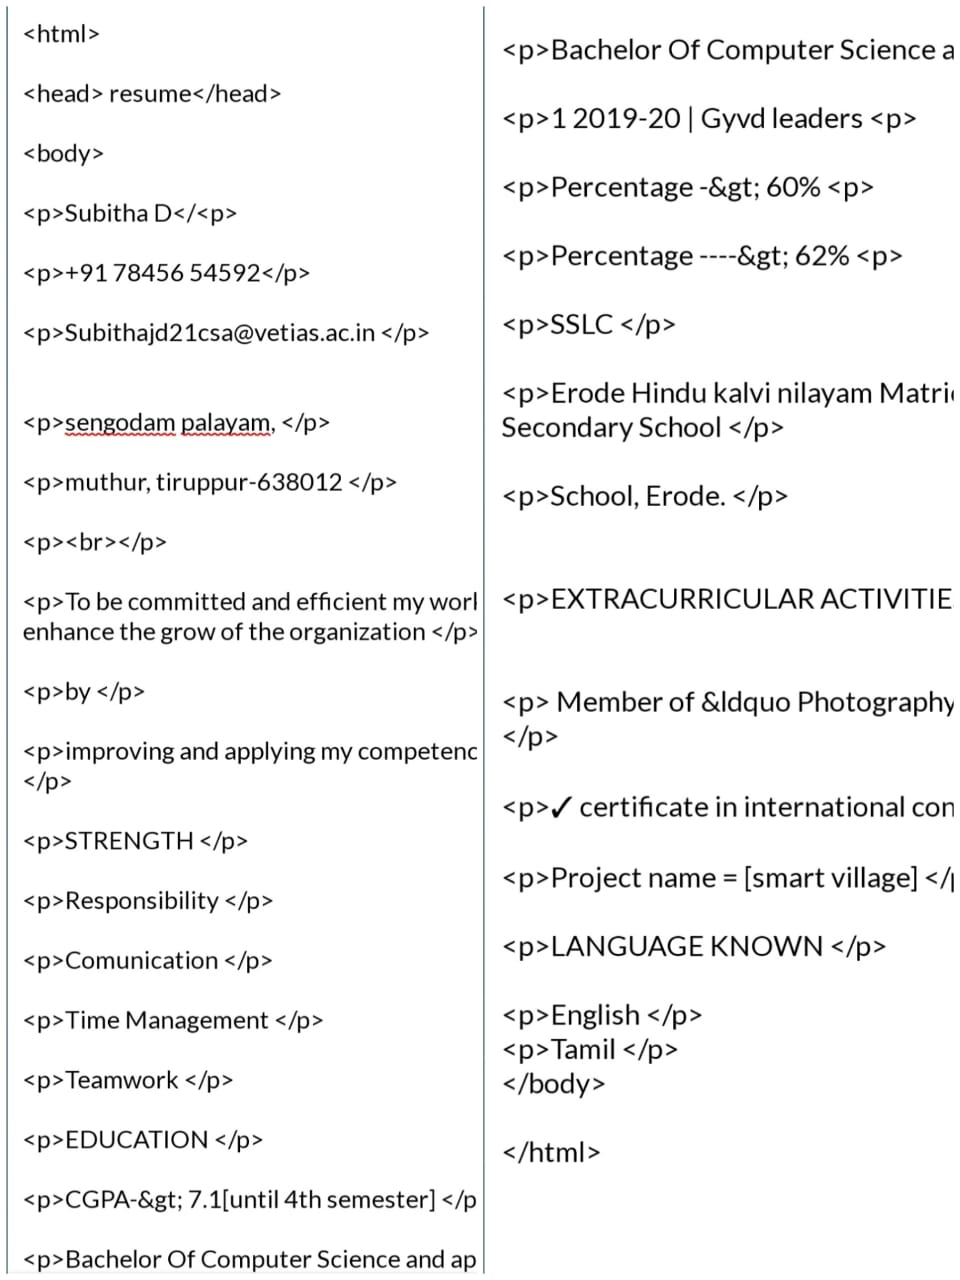 <html>
<head> resume</head>
<body>
<p>Subitha D</<p>
<p>+91 78456 54592</p>
<p>Subithajd21csa@vetias.ac.in </p>
<p>sengodam palayam, </p>
<p>muthur, tiruppur-638012 </p>
<p><br></p>
<p>To be committed and efficient my worl
enhance the grow of the organization </p>
<p>by </p>
<p>improving and applying my competenc
</p>
<p>STRENGTH </p>
<p>Responsibility </p>
<p>Comunication </p>
<p>Time Management </p>
<p>Teamwork </p>
<p>EDUCATION </p>
<p>CGPA-&gt; 7.1[until 4th semester] </p
<p>Bachelor Of Computer Science and ap
<p>Bachelor Of Computer Science a
<p>1 2019-20 | Gyvd leaders <p>
<p>Percentage -&gt; 60% <p>
<p>Percentage ----&gt; 62% <p>
<p>SSLC </p>
<p>Erode Hindu kalvi nilayam Matri
Secondary School </p>
<p>School, Erode. </p>
<p>EXTRACURRICULAR ACTIVITIE
<p> Member of &ldquo Photography
</p>
<p>✓ certificate in international con
<p>Project name = [smart village] </p
<p>LANGUAGE KNOWN </p>
<p>English </p>
<p>Tamil </p>
</body>
</html>